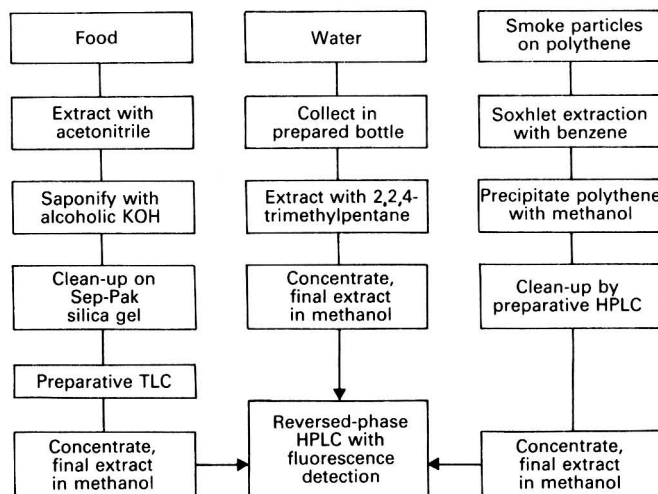 Food
Extract with
acetonitrile
Saponify with
alcoholic KOH
Clean-up on
Sep-Pak
silica gel
Preparative TLC
Concentrate,
final extract
in methanol
Water
Collect in
prepared bottle
Extract with 2,2,4-
trimethylpentane
Concentrate,
final extract
in methanol
Reversed-phase
HPLC with
fluorescence
detection
Smoke particles
on polythene
Soxhlet extraction
with benzene
Precipitate polythene
with methanol
Clean-up by
preparative HPLC
Concentrate,
final extract
in methanol